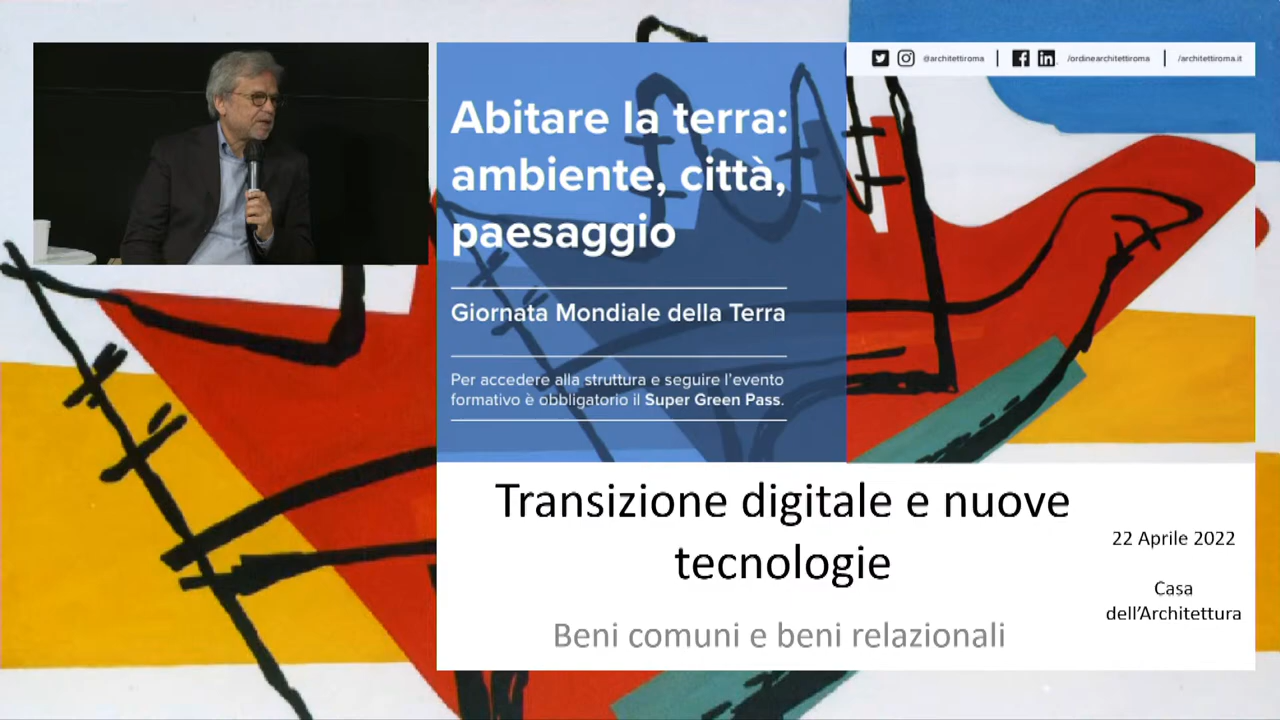 @architettiroma | /ordinearchitettiroma | /architettiroma.it
Abitare la terra:
ambiente, città,
paesaggio
Giornata Mondiale della Terra
Per accedere alla struttura e seguire l'evento
formativo è obbligatorio il Super Green Pass.
Transizione digitale e nuove
tecnologie
Beni comuni e beni relazionali
22 Aprile 2022
Casa
dell'Architettura